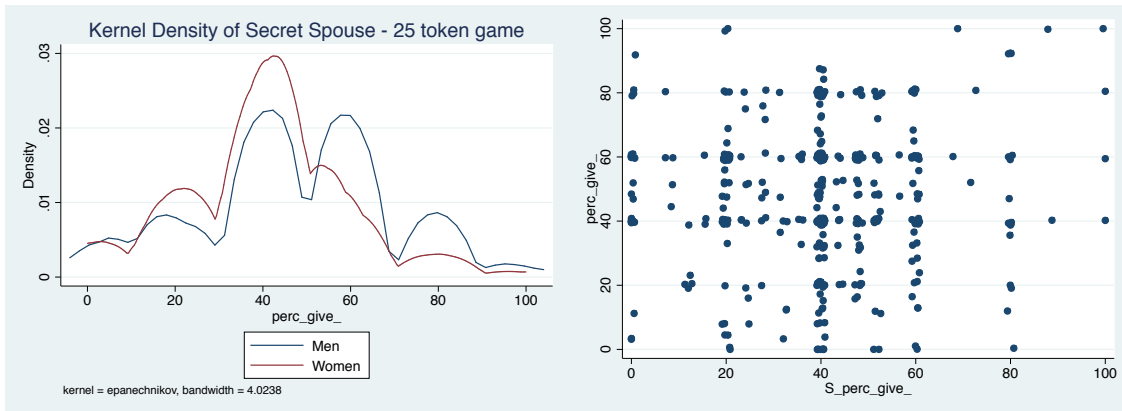 Kernel Density of Secret Spouse - 25 token game
Density
0 .01 .02 .03
0 20 40 60 80 100
perc_give_
Men
Women
kernel = epanechnikov, bandwidth = 4.0238
perc_give_
0 20 40 60 80 100
0 20 40 60 80 100
S_perc_give_